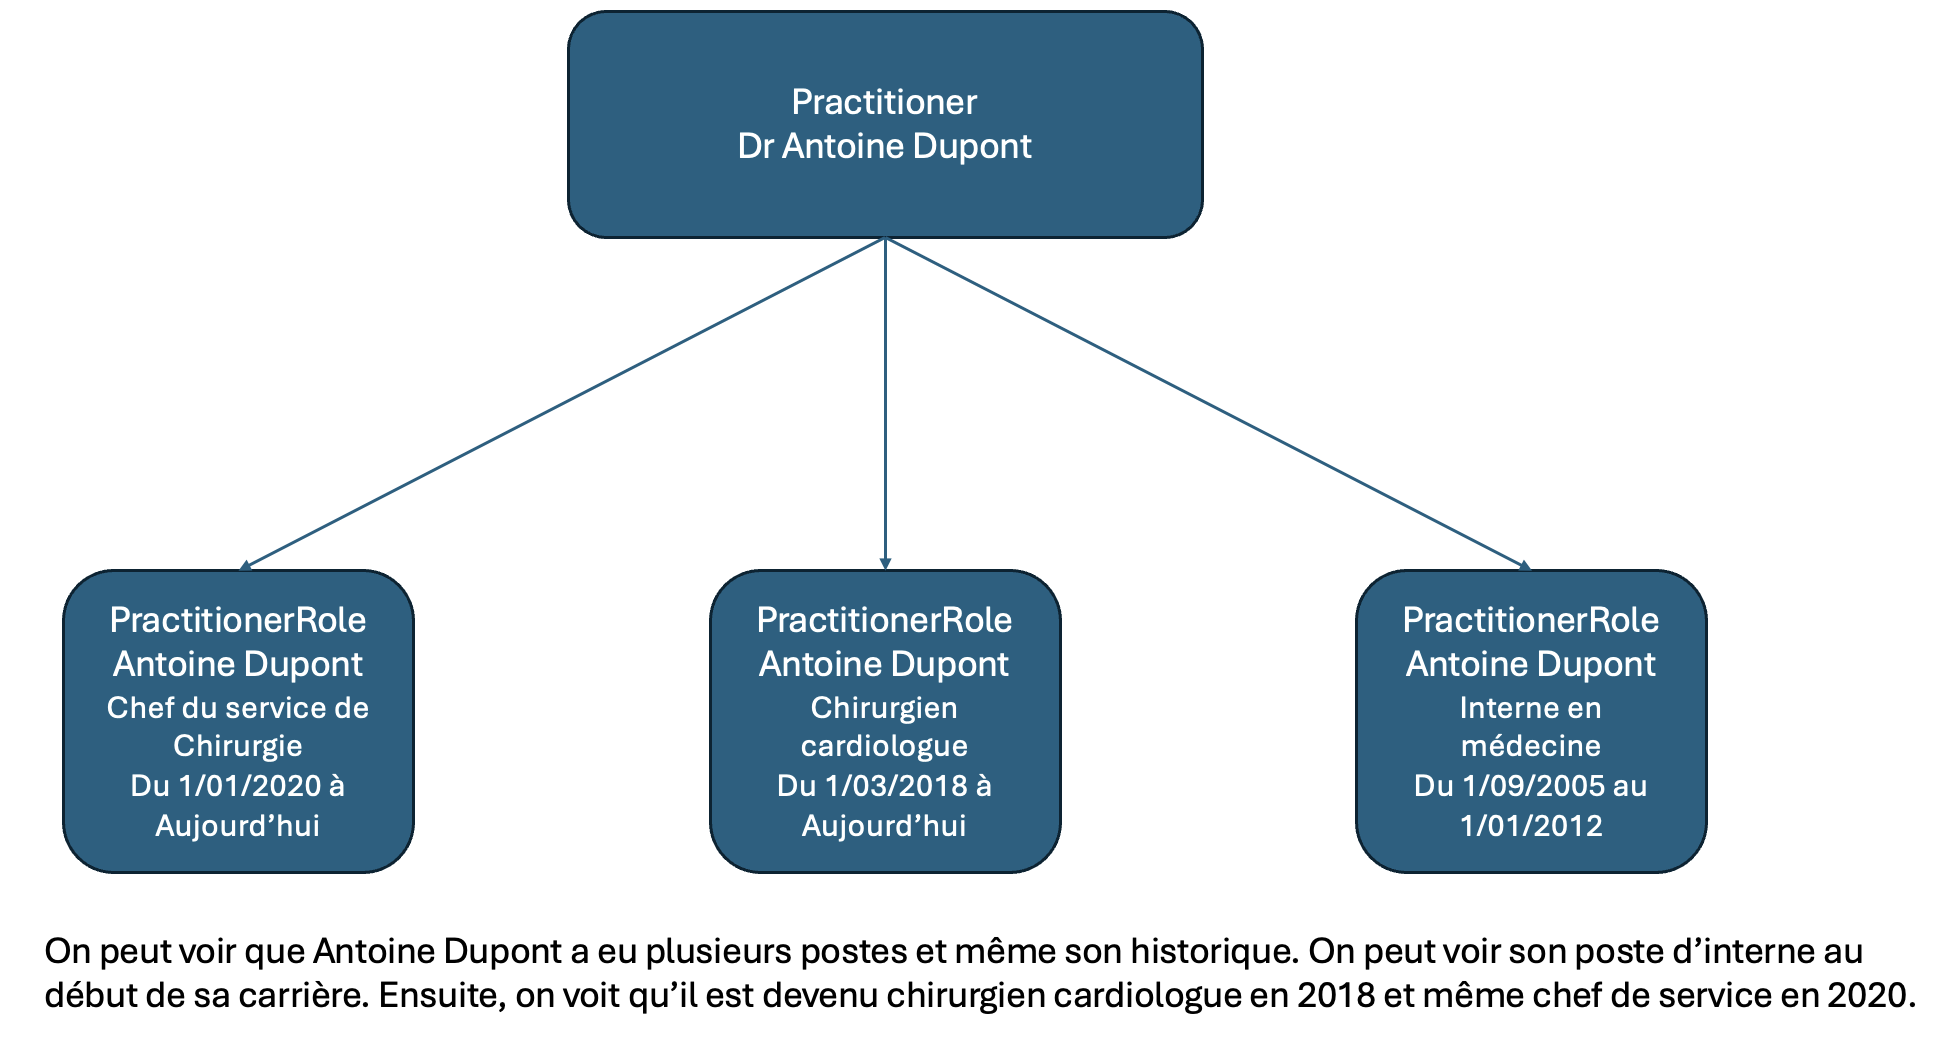 Practitioner
Dr Antoine Dupont
PractitionerRole
Antoine Dupont
Chef du service de
Chirurgie
Du 1/01/2020 à
Aujourd’hui
PractitionerRole
Antoine Dupont
Chirurgien
cardiologue
Du 1/03/2018 à
Aujourd’hui
PractitionerRole
Antoine Dupont
Interne en
médecine
Du 1/09/2005 au
1/01/2012
On peut voir que Antoine Dupont a eu plusieurs postes et même son historique. On peut voir son poste d’interne au
début de sa carrière. Ensuite, on voit qu’il est devenu chirurgien cardiologue en 2018 et même chef de service en 2020.